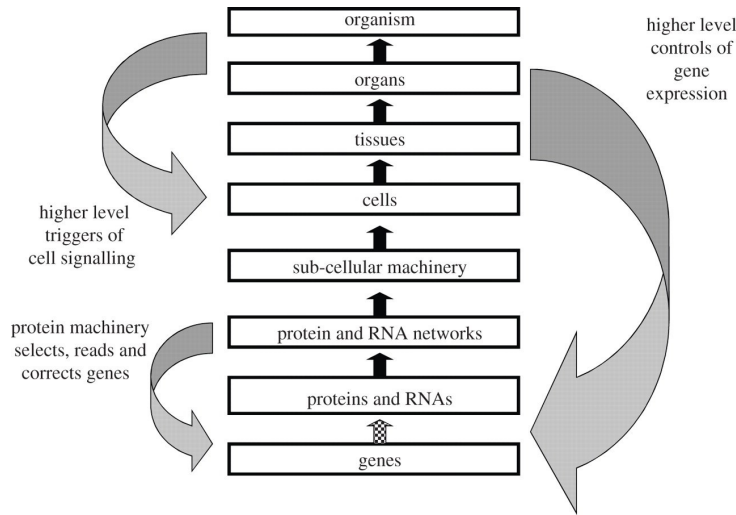 organism
organs
tissues
cells
sub-cellular machinery
protein and RNA networks
proteins and RNAs
genes
higher level
triggers of
cell signalling
protein machinery
selects, reads and
corrects genes
higher level
controls of
gene
expression